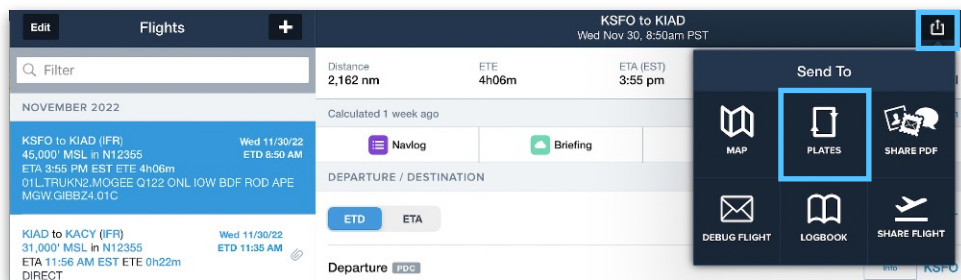 Edit
Flights
+
KSFO to KIAD
Wed Nov 30, 8:50am PST
Filter
NOVEMBER 2022
KSFO to KIAD (IFR)
Wed 11/30/22
45,000' MSL in N12355
ETD 8:50 AM
ETA 3:55 PM EST ETE 4h06m
01L.TRUKN2.MOGEE Q122 ONL IOW BDF ROD APE
MGW.GIBBZ4.01C
KIAD to KACY (IFR)
Wed 11/30/22
31,000' MSL in N12355
ETD 11:35 AM
ETA 11:56 AM EST ETE 0h22m
DIRECT
Distance
ETE
ETA (EST)
2,162 nm
4h06m
3:55 pm
Calculated 1 week ago
Navlog
Briefing
DEPARTURE / DESTINATION
ETD
ETA
Departure PDC
Info
KSFO
Send To
MAP
PLATES
SHARE PDF
DEBUG FLIGHT
LOGBOOK
SHARE FLIGHT